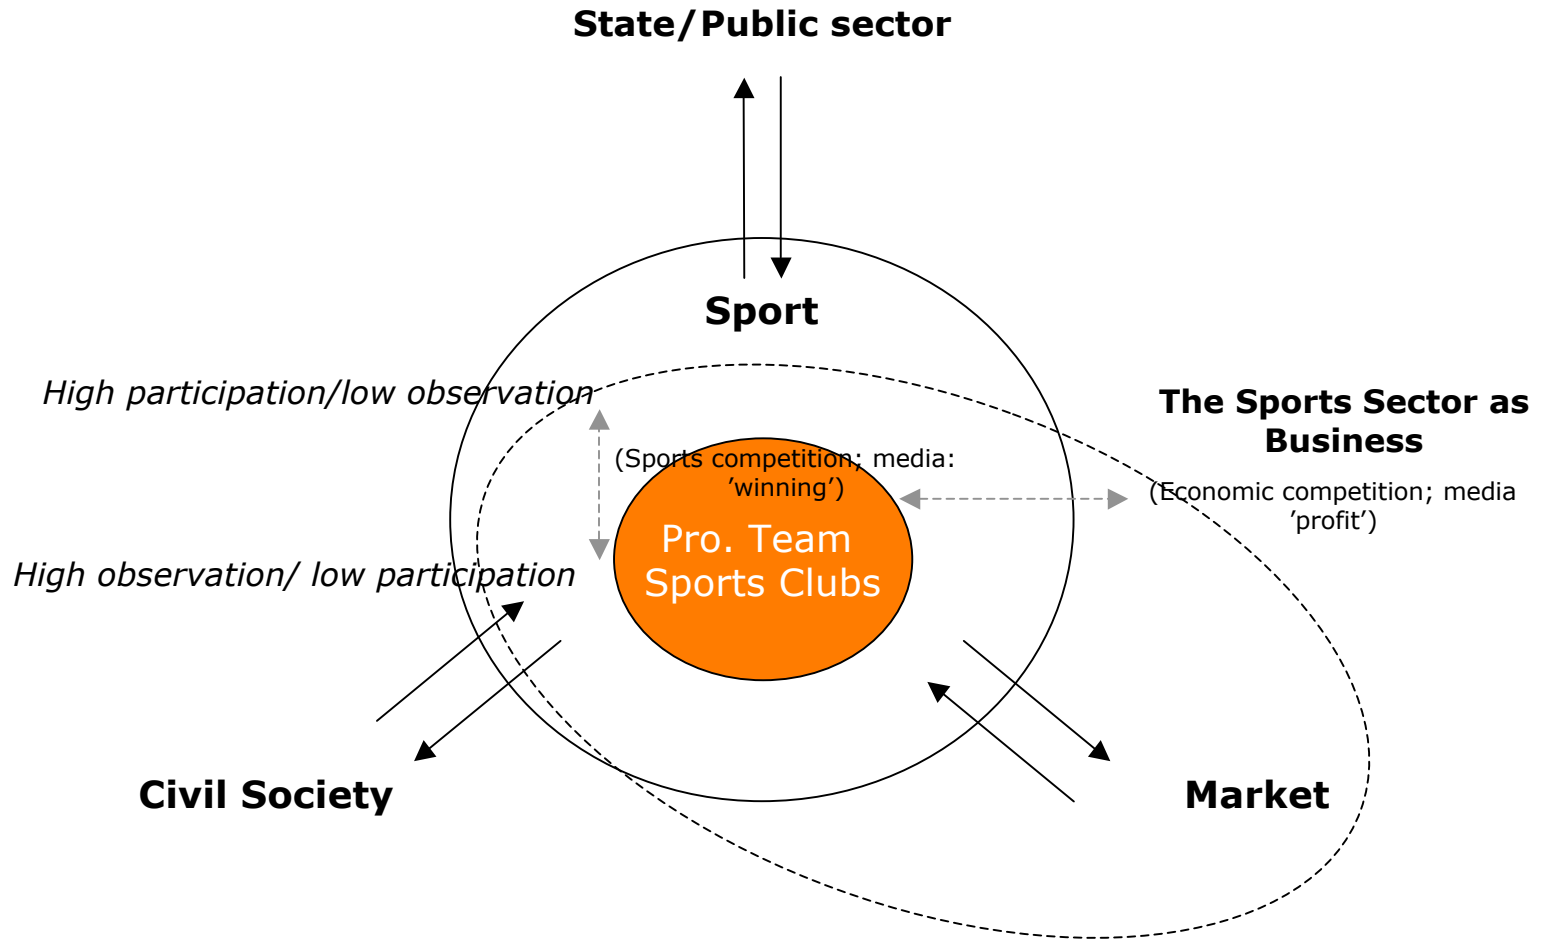 State/Public sector
Sport
High participation/low observation
The Sports Sector as
Business
(Sports competition; media:
’winning’)
(Economic competition; media
’profit’)
Pro. Team
Sports Clubs
High observation/ low participation
Civil Society
Market